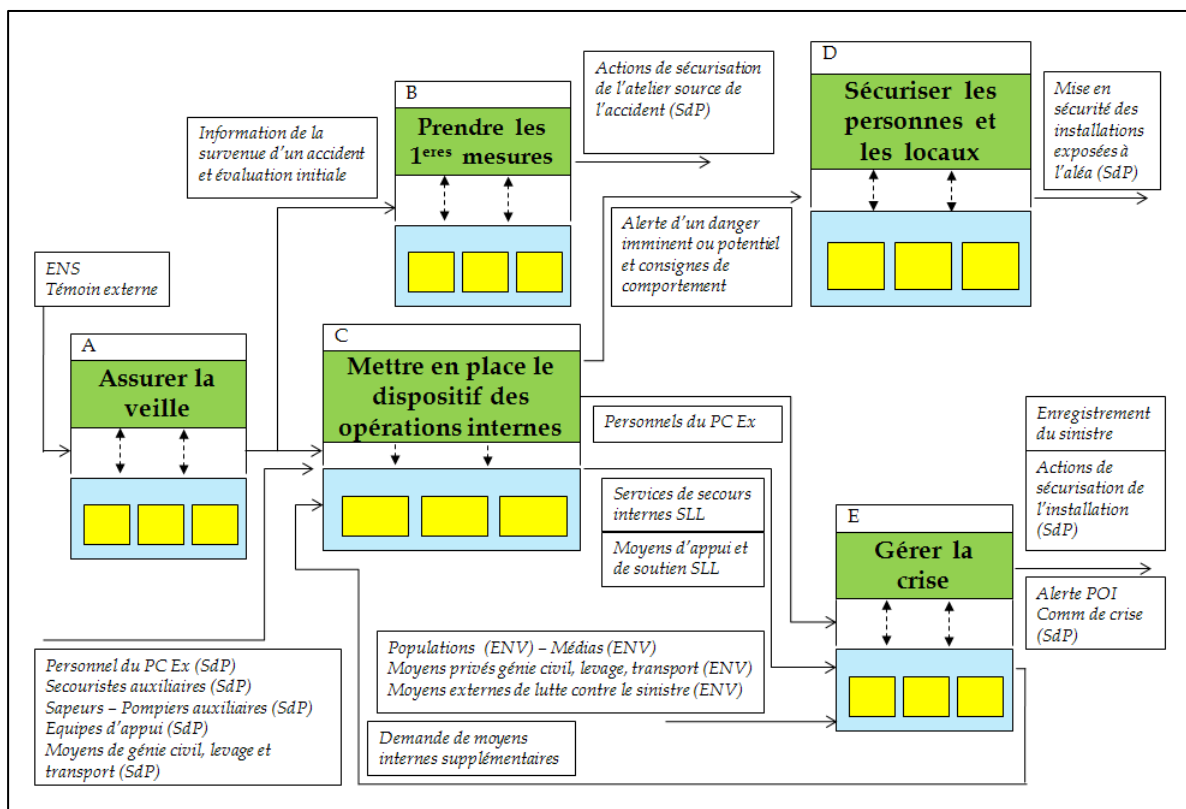 B
Prendre les
1eres mesures
Actions de sécurisation
de l'atelier source de
l'accident (SdP)
D
Sécuriser les
personnes et
les locaux
Mise en
sécurité des
installations
exposées à
l'aléa (SdP)
Information de la
survenue d'un accident
et évaluation initiale
Alerte d'un danger
imminent ou potentiel
et consignes de
comportement
ENS
Témoin externe
A
Assurer la
veille
C
Mettre en place le
dispositif des
opérations internes
Personnels du PC Ex
Services de secours
internes SLL
Moyens d'appui et
de soutien SLL
E
Gérer la
crise
Enregistrement
du sinistre
Actions de
sécurisation de
l'installation
(SdP)
Alerte POI
Comm de crise
(SdP)
Personnel du PC Ex (SdP)
Secouristes auxiliaires (SdP)
Sapeurs – Pompiers auxiliaires (SdP)
Equipes d'appui (SdP)
Moyens de génie civil, levage et
transport (SdP)
Populations (ENV) – Médias (ENV)
Moyens privés génie civil, levage, transport (ENV)
Moyens externes de lutte contre le sinistre (ENV)
Demande de moyens
internes supplémentaires